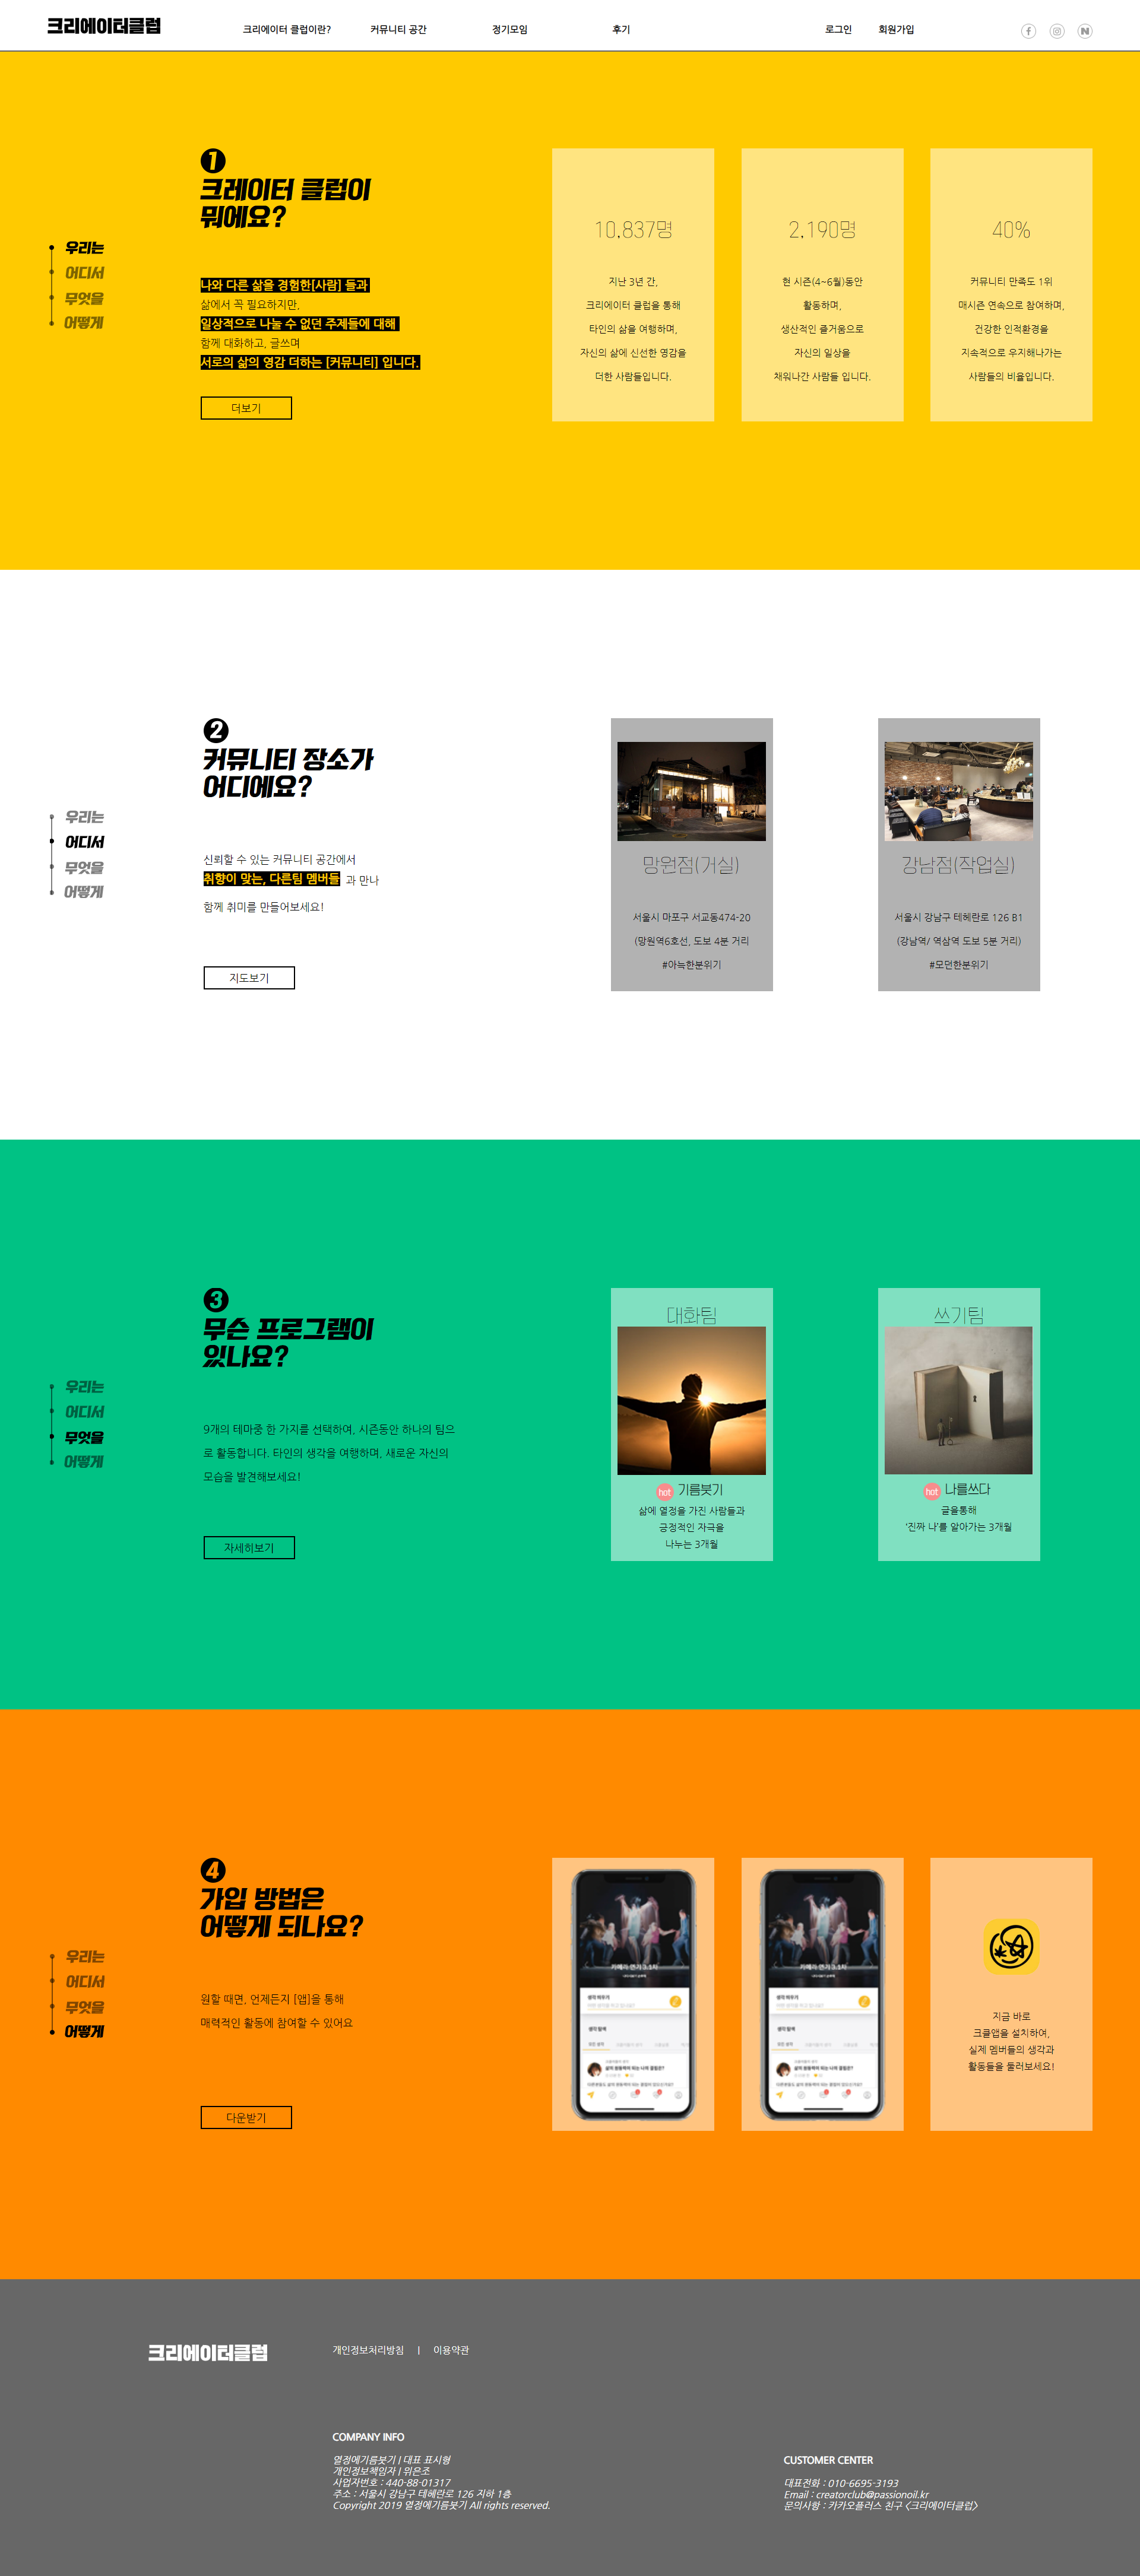 크리에이터클럽
크리에이터 클럽이란?
커뮤니티 공간
정기모임
후기
로그인
회원가입
1
크레이터 클럽이
뭐에요?
우리는
어디서
무엇을
어떻게
나와 다른 삶을 경험한[사람] 들과
삶에서 꼭 필요하지만,
일상적으로 나눌 수 없던 주제들에 대해
함께 대화하고, 글쓰며
서로의 삶의 영감 더하는 [커뮤니티] 입니다.
더보기
10,837명
지난 3년 간,
크리에이터 클럽을 통해
타인의 삶을 여행하며,
자신의 삶에 신선한 영감을
더한 사람들입니다.
2,190명
현 시즌(4~6월)동안
활동하며,
생산적인 즐거움으로
자신의 일상을
채워나간 사람들 입니다.
40%
커뮤니티 만족도 1위
매시즌 연속으로 참여하며,
건강한 인적환경을
지속적으로 우지해나가는
사람들의 비율입니다.
2
커뮤니티 장소가
어디에요?
우리는
어디서
무엇을
어떻게
신뢰할 수 있는 커뮤니티 공간에서
취향이 맞는, 다른팀 멤버들 과 만나
함께 취미를 만들어보세요!
지도보기
망원점(거실)
서울시 마포구 서교동474-20
(망원역6호선, 도보 4분 거리
#아늑한분위기
강남점(작업실)
서울시 강남구 테헤란로 126 B1
(강남역/ 역삼역 도보 5분 거리)
#모던한분위기
3
무슨 프로그램이
있나요?
우리는
어디서
무엇을
어떻게
9개의 테마중 한 가지를 선택하여, 시즌동안 하나의 팀으
로 활동합니다. 타인의 생각을 여행하며, 새로운 자신의
모습을 발견해보세요!
자세히보기
대화팀
hot 기름붓기
삶에 열정을 가진 사람들과
긍정적인 자극을
나누는 3개월
쓰기팀
hot 나를쓰다
글을통해
'진짜 나'를 알아가는 3개월
4
가입 방법은
어떻게 되나요?
우리는
어디서
무엇을
어떻게
원할 때면, 언제든지 [앱]을 통해
매력적인 활동에 참여할 수 있어요
다운받기
생각 채우기
생각 탐색
생각 채우기
생각 탐색
지금 바로
크클앱을 설치하여,
실제 멤버들의 생각과
활동들을 둘러보세요!
크리에이터클럽
개인정보처리방침 | 이용약관
COMPANY INFO
열정에기름붓기 | 대표 표시형
개인정보책임자 | 위은조
사업자번호 : 440-88-01317
주소 : 서울시 강남구 테헤란로 126 지하 1층
Copyright 2019 열정에기름붓기 All rights reserved.
CUSTOMER CENTER
대표전화 : 010-6695-3193
Email : creatorclub@passionoil.kr
문의사항 : 카카오플러스 친구 <크리에이터클럽>